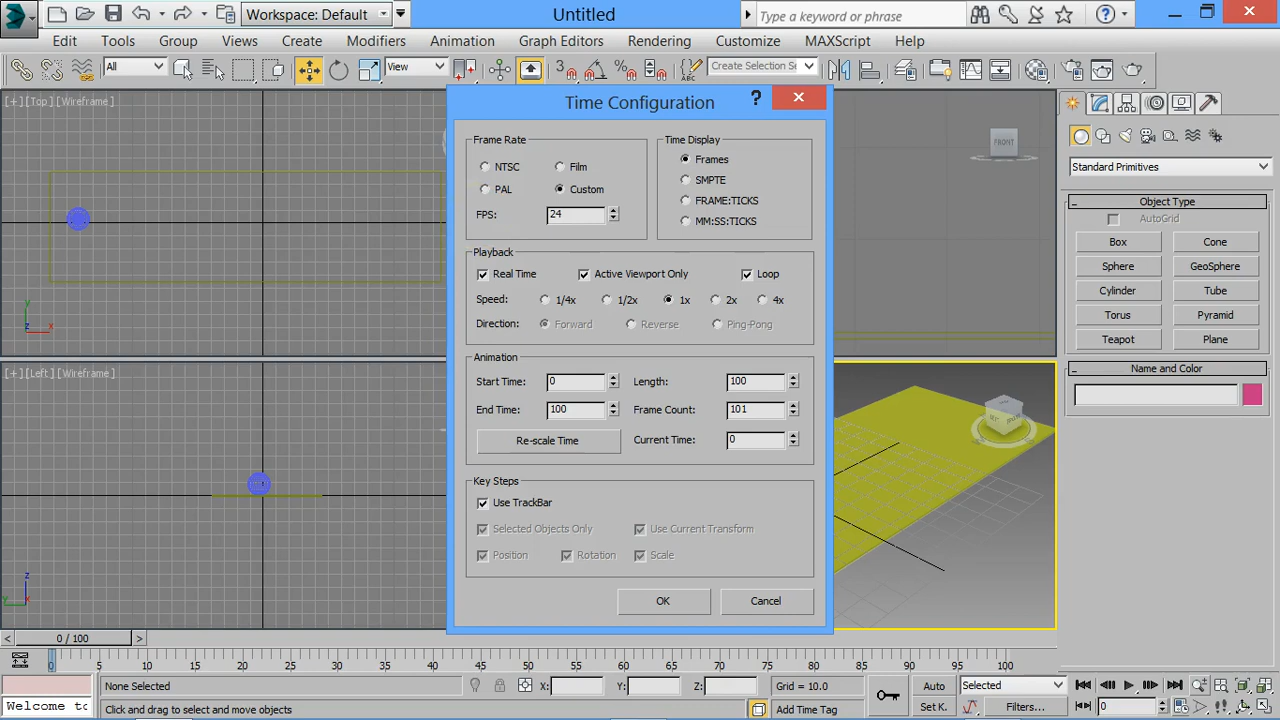 Workspace: Default
Untitled
Type a keyword or phrase
Edit Tools Group Views Create Modifiers Animation Graph Editors Rendering Customize MAXScript Help
All
View
Create Selection Se
[+] [Top] [Wireframe]
Time Configuration
FRONT
Frame Rate
NTSC Film
PAL Custom
FPS: 24
Time Display
Frames
SMPTE
FRAME:TICKS
MM:SS:TICKS
Playback
Real Time Active Viewport Only Loop
Speed: 1/4x 1/2x 1x 2x 4x
Direction: Forward Reverse Ping-Pong
Animation
Start Time: 0 Length: 100
End Time: 100 Frame Count: 101
Re-scale Time Current Time: 0
Key Steps
Use TrackBar
Selected Objects Only Use Current Transform
Position Rotation Scale
OK Cancel
Standard Primitives
Object Type
AutoGrid
Box Cone
Sphere GeoSphere
Cylinder Tube
Torus Pyramid
Teapot Plane
Name and Color
y
z x
[+] [Left] [Wireframe]
z
y x
< 0 / 100 >
0 5 10 15 20 25 30 35 40 45 50 55 60 65 70 75 80 85 90 95 100
None Selected X: Y: Z: Grid = 10.0 Auto Selected
Welcome to Click and drag to select and move objects Add Time Tag Set K. Filters... 0